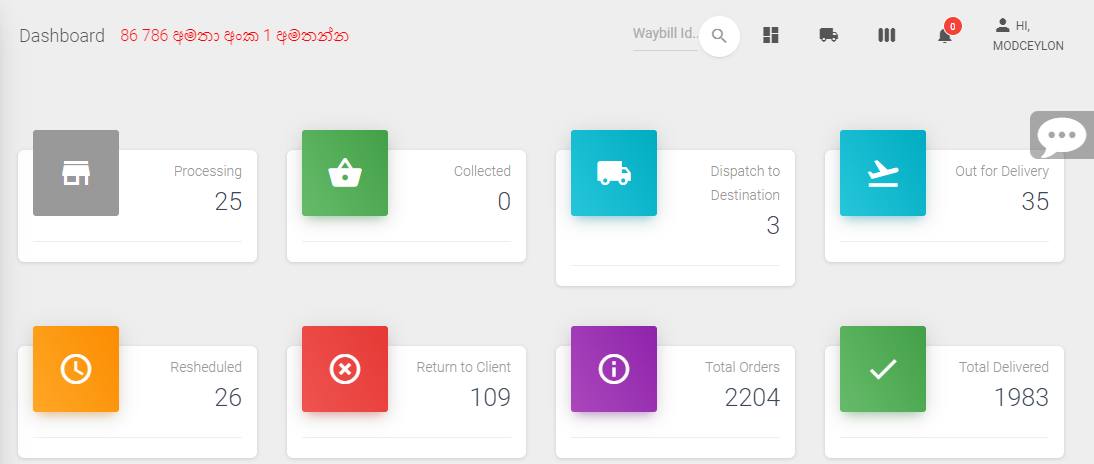 Dashboard 86 786 අමතා අංක 1 අමතන්න
Waybill Id..
0
HI,
MODCEYLON
Processing
25
Collected
0
Dispatch to
Destination
3
Out for Delivery
35
Resheduled
26
Return to Client
109
Total Orders
2204
Total Delivered
1983